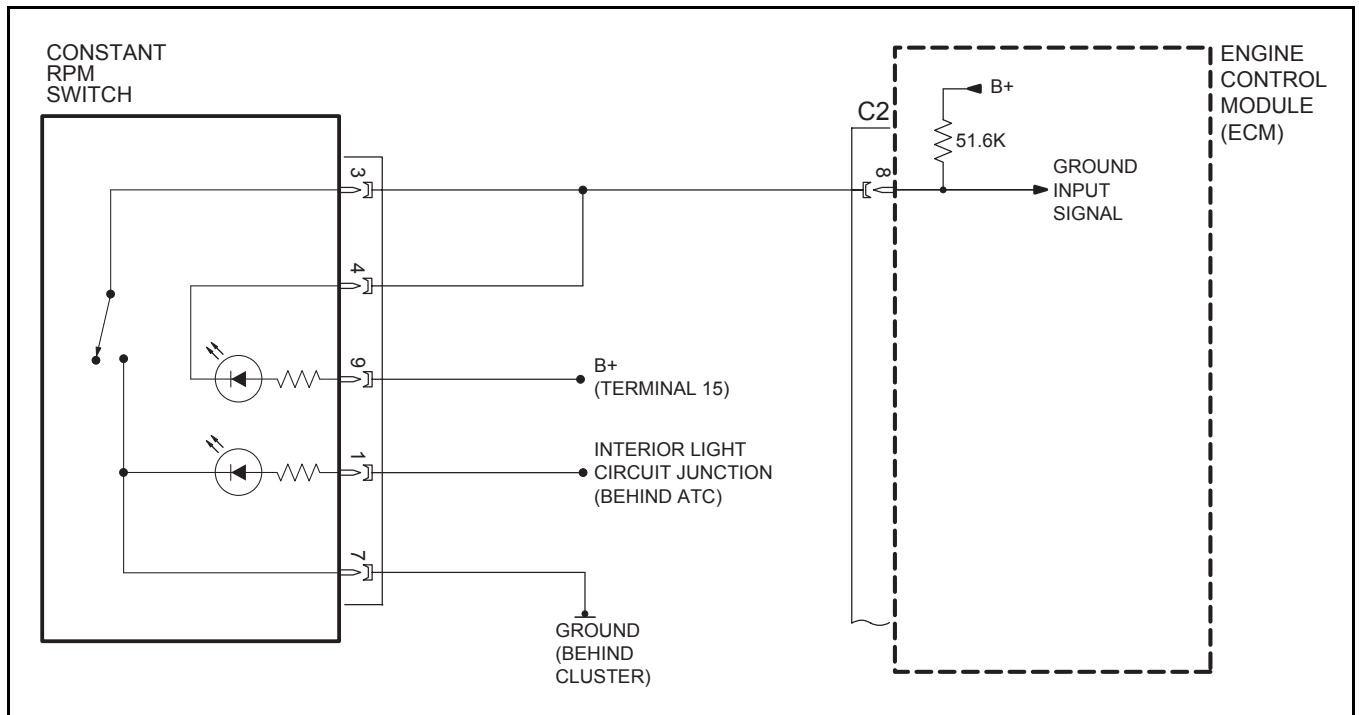 CONSTANT
RPM
SWITCH
3
4
9
1
7
B+
(TERMINAL 15)
INTERIOR LIGHT
CIRCUIT JUNCTION
(BEHIND ATC)
GROUND
(BEHIND
CLUSTER)
C2
8
B+
51.6K
GROUND
INPUT
SIGNAL
ENGINE
CONTROL
MODULE
(ECM)